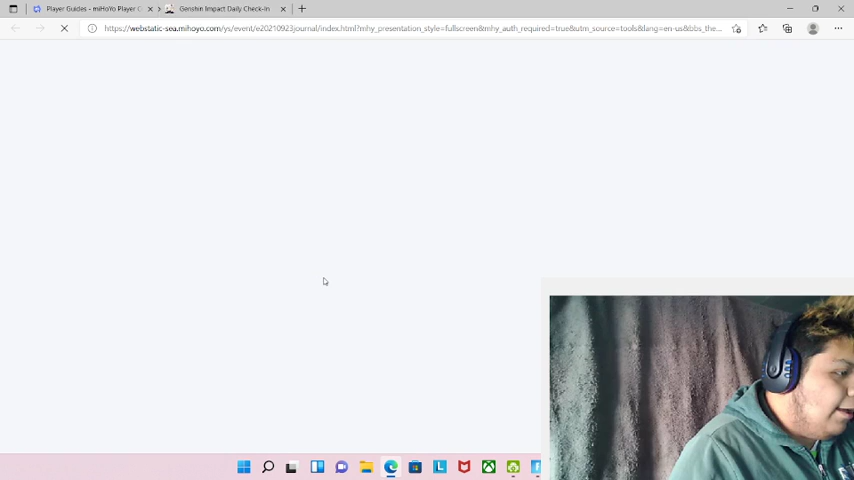 Player Guides - miHoYo Player C
Genshin Impact Daily Check-In
https://webstatic-sea.mihoyo.com/ys/event/e20210923journal/index.html?mhy_presentation_style=fullscreen&mhy_auth_required=true&utm_source=tools&lang=en-us&bbs_the...